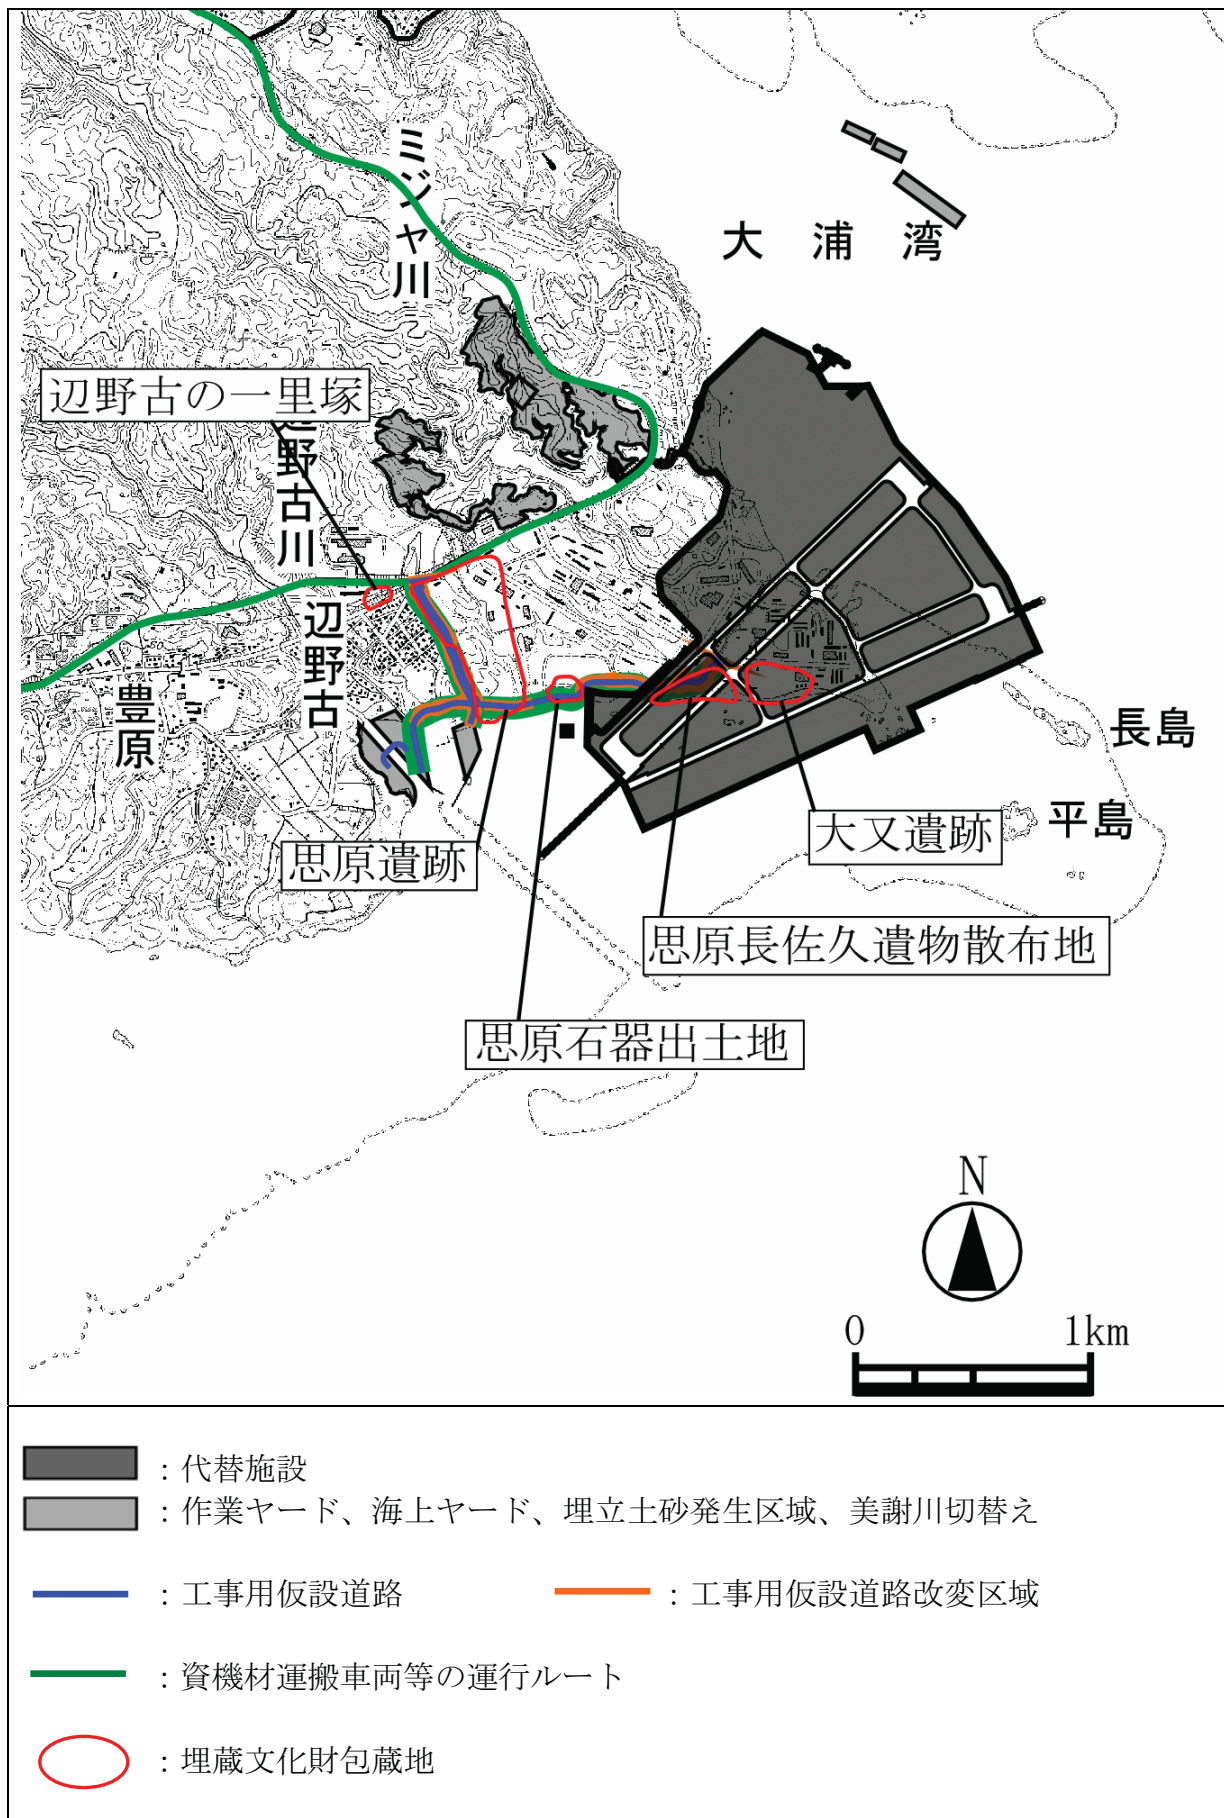 ミジヤ川
大浦湾
辺野古の一里塚
辺野古川
辺野古
豊原
長島
平島
大又遺跡
思原遺跡
思原長佐久遺物散布地
思原石器出土地
N
0 1km
：代替施設
：作業ヤード、海上ヤード、埋立土砂発生区域、美謝川切替え
：工事用仮設道路 ：工事用仮設道路改変区域
：資機材運搬車両等の運行ルート
：埋蔵文化財包蔵地